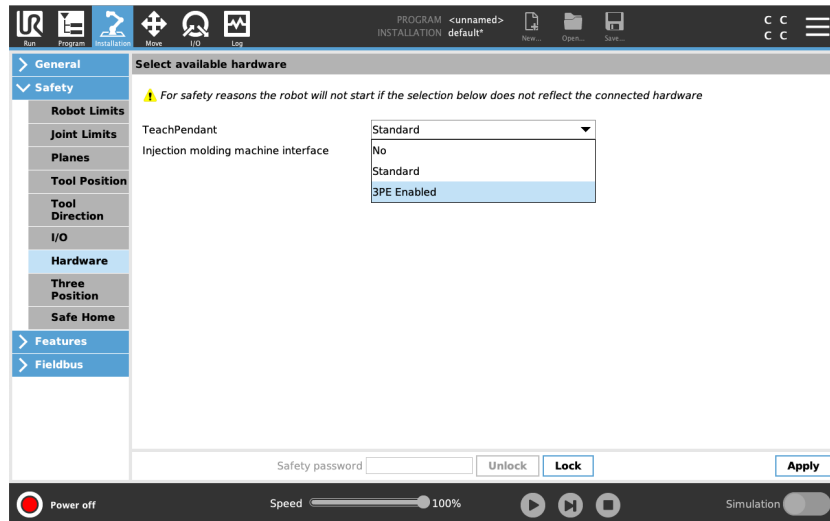 UR
PROGRAM <unnamed>
INSTALLATION default*
C C
C C
Run Program Installation Move I/O Log New... Open... Save...
General
Select available hardware
Safety
For safety reasons the robot will not start if the selection below does not reflect the connected hardware
Robot Limits
Joint Limits
Planes
Tool Position
Tool
Direction
I/O
Hardware
Three
Position
Safe Home
Features
Fieldbus
TeachPendant Standard
Injection molding machine interface No
Standard
3PE Enabled
Safety password Unlock Lock Apply
Power off Speed 100% Simulation